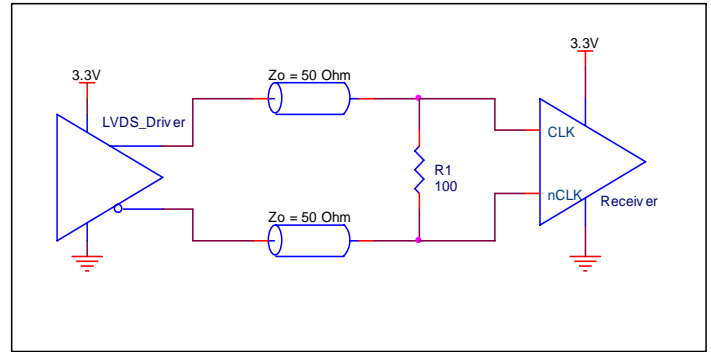 3.3V
LVDS_Driver
Zo = 50 Ohm
Zo = 50 Ohm
R1
100
3.3V
CLK
nCLK
Receiver